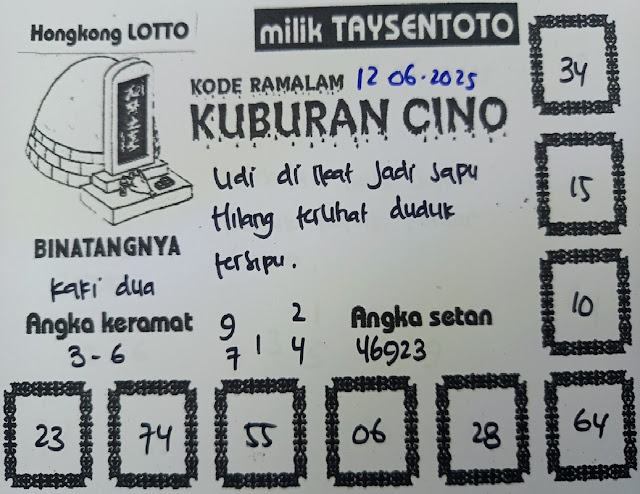 Hongkong LOTTO
milik TAYSENTOTO
KODE RAMALAM 12 06-2025
KUBURAN CINO
Udi di Reat Jadi sapu
Hilang teruhat duduk
tersipu.
BINATANGNYA
kaki dua
Angka keramat
3-6
9 2
7 1 4
Angka setan
46923
34
15
10
23 74 55 06 28 64